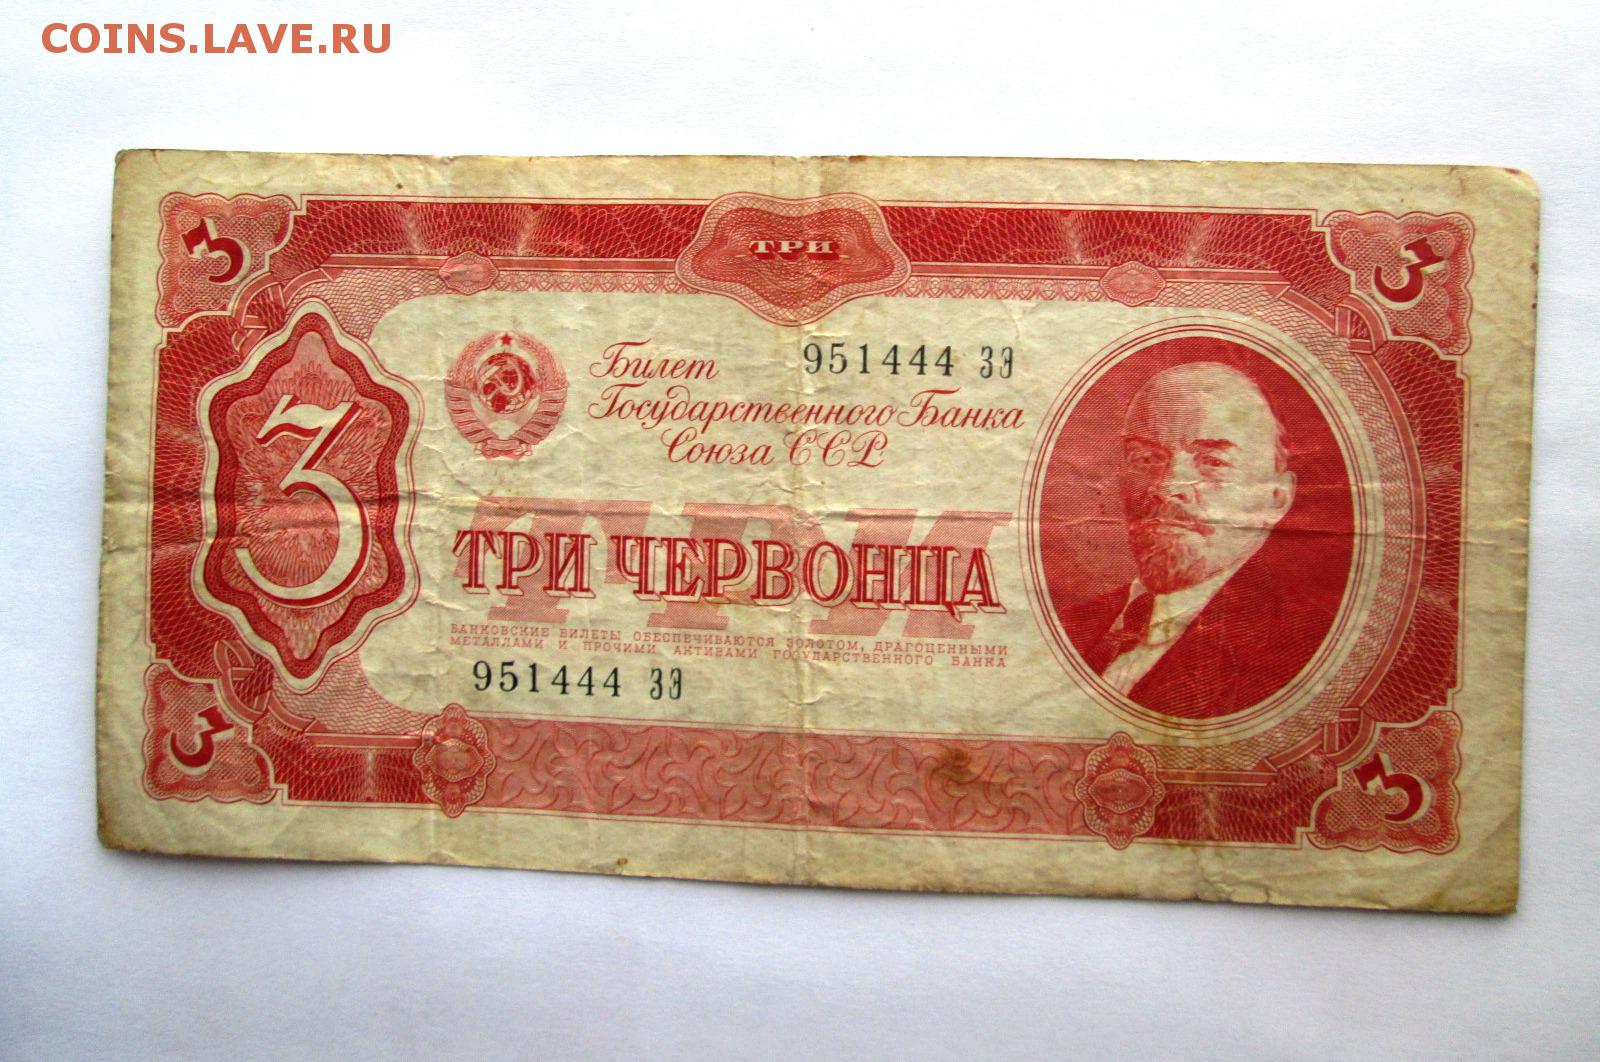 COINS.LAVE.RU
3
ТРИ
3
Билет 951444 ЗЭ
Государственного Банка
Союза ССР
3
ТРИ
ТРИ ЧЕРВОНЦА
БАНКОВСКИЕ БИЛЕТЫ ОБЕСПЕЧИВАЮТСЯ ЗОЛОТОМ, ДРАГОЦЕННЫМИ
МЕТАЛЛАМИ И ПРОЧИМИ АКТИВАМИ ГОСУДАРСТВЕННОГО БАНКА
951444 ЗЭ
3
3